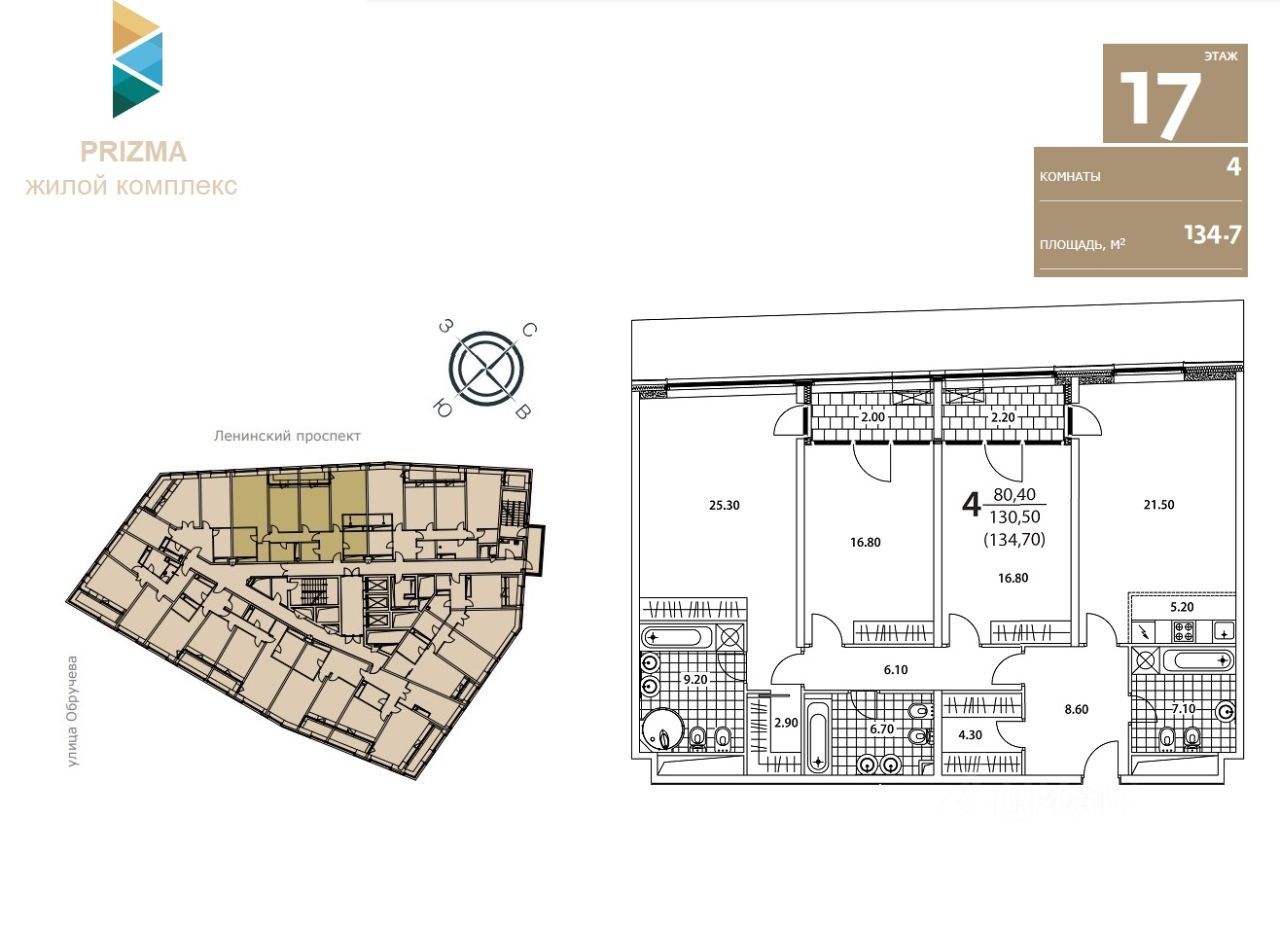 PRIZMA
жилой комплекс
ЭТАЖ
17
КОМНАТЫ
4
ПЛОЩАДЬ, М²
134.7
З
С
Ю
В
Ленинский проспект
улица Обручева
2.00
2.20
25.30
16.80
4
80,40
130,50
(134,70)
16.80
21.50
5.20
9.20
6.10
2.90
6.70
4.30
8.60
7.10